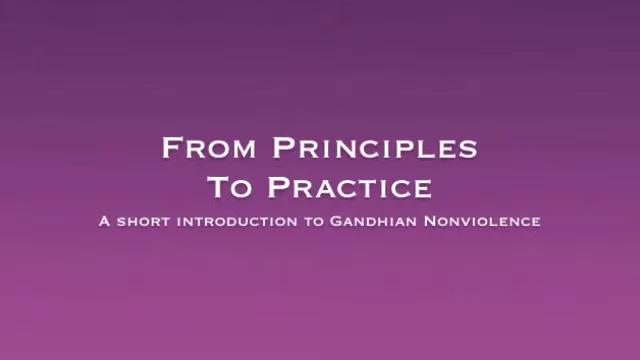 From Principles
To Practice
A short introduction to Gandhian Nonviolence